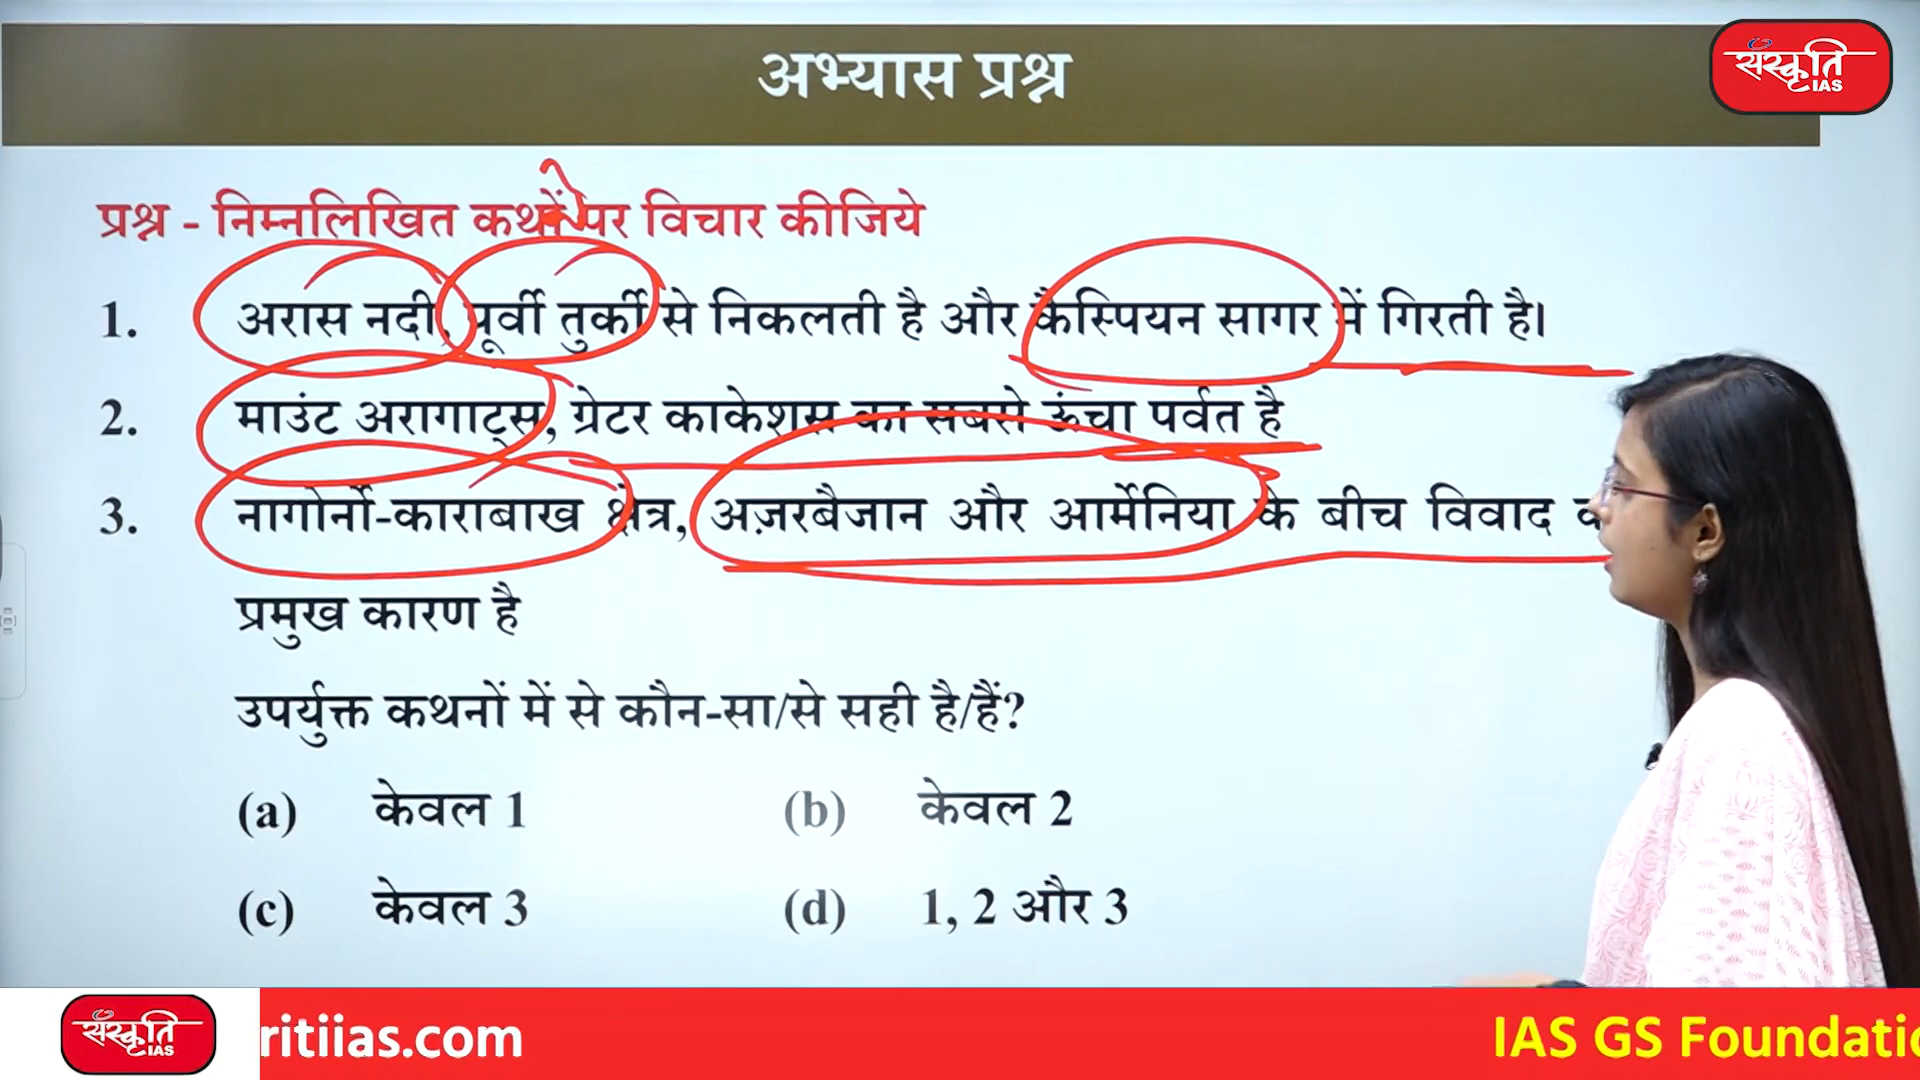 अभ्यास प्रश्न
संस्कृति
IAS
प्रश्न - निम्नलिखित कथनों पर विचार कीजिये
1. अरास नदी, पूर्वी तुर्की से निकलती है और कैस्पियन सागर में गिरती है।
2. माउंट अरागाट्स, ग्रेटर काकेशस का सबसे ऊंचा पर्वत है
3. नागोर्नो-काराबाख क्षेत्र, अज़रबैजान और आर्मेनिया के बीच विवाद
प्रमुख कारण है
उपर्युक्त कथनों में से कौन-सा/से सही है/हैं?
(a) केवल 1 (b) केवल 2
(c) केवल 3 (d) 1, 2 और 3
संस्कृति
IAS
ritiias.com IAS GS Foundatio